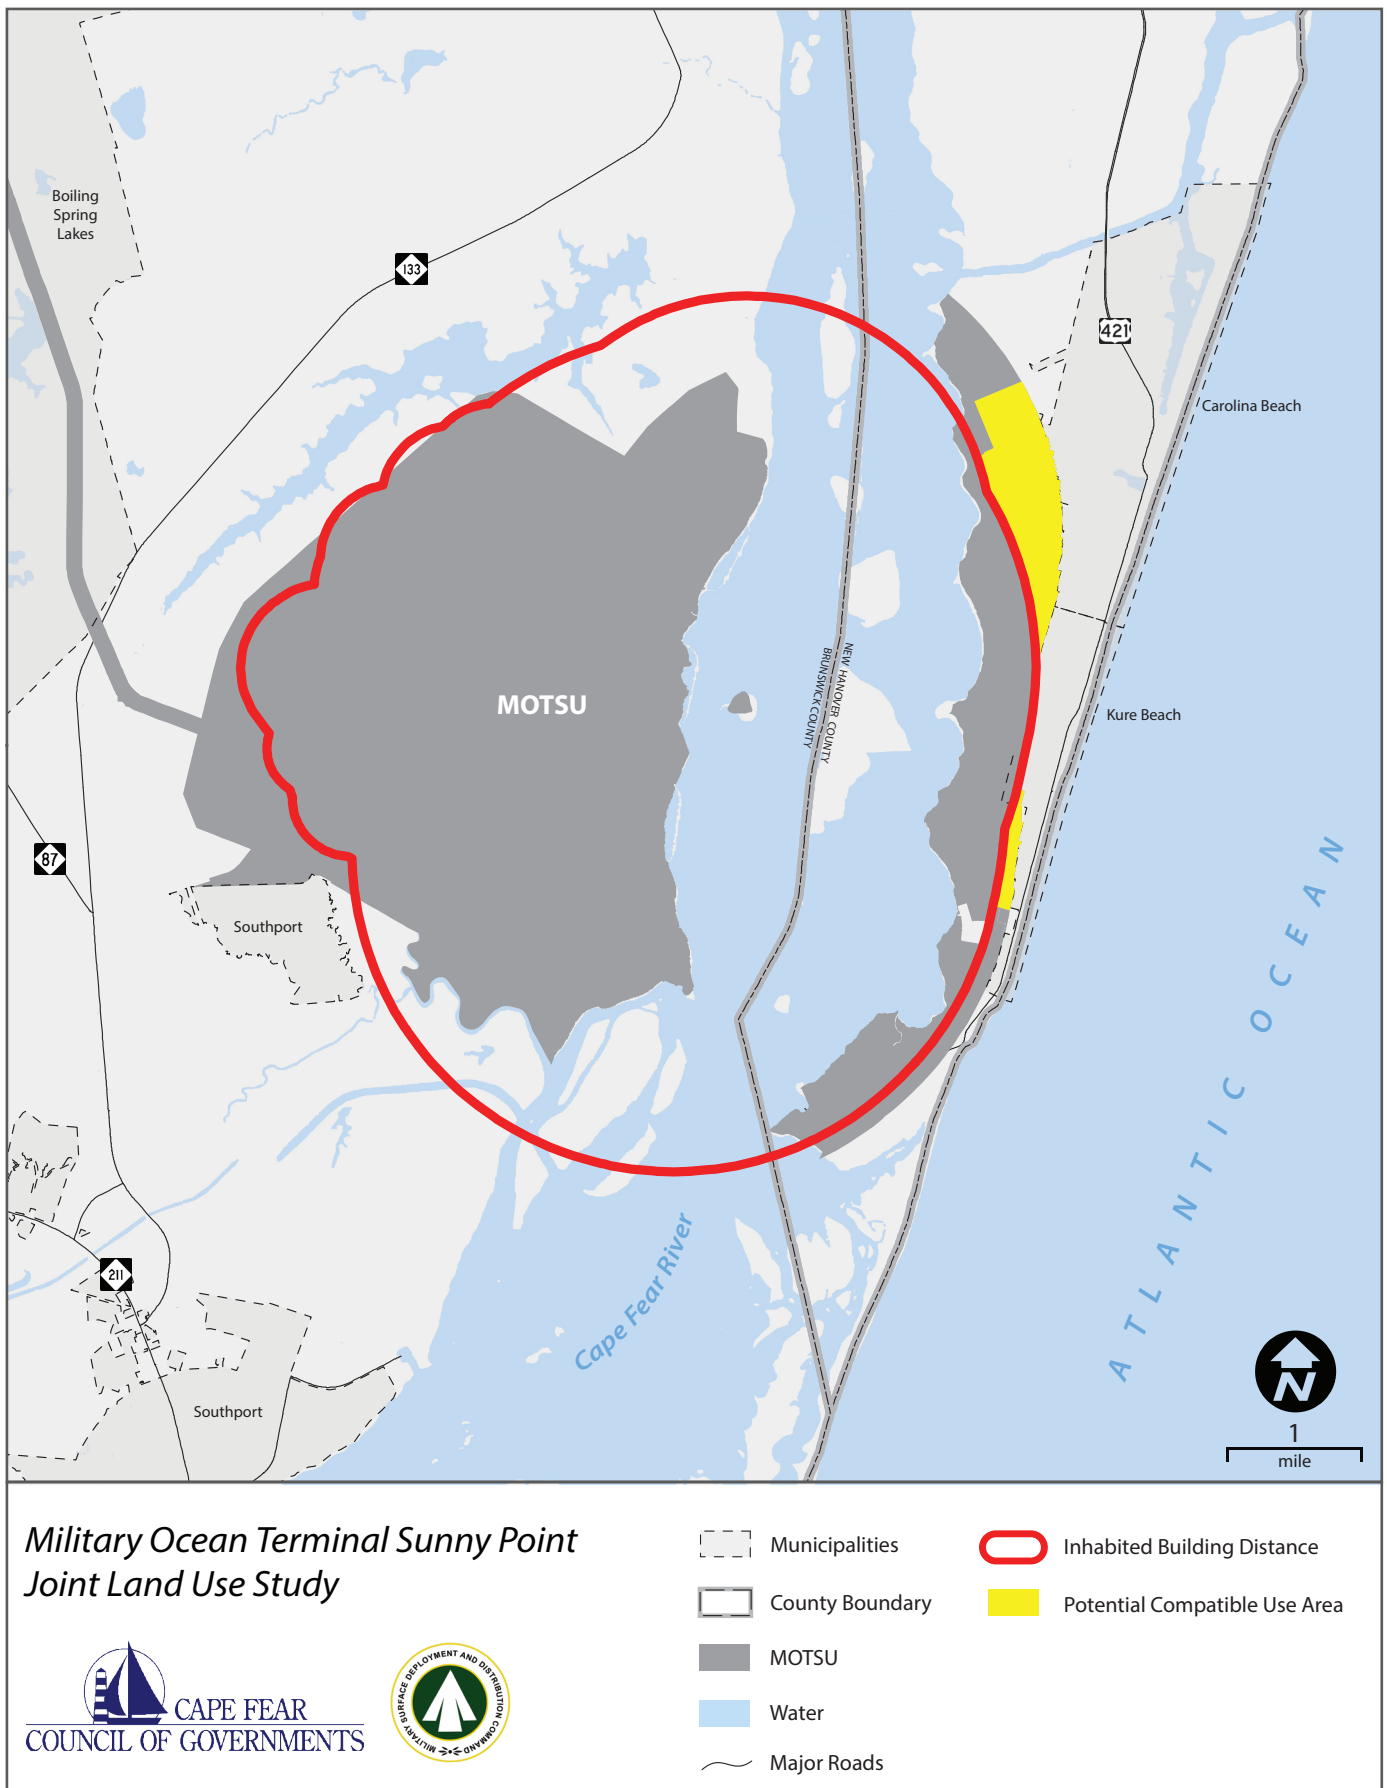 Boiling
Spring
Lakes
133
421
Carolina Beach
MOTSU
NEW HANOVER COUNTY
BRUNSWICK COUNTY
Kure Beach
87
Southport
ATLANTIC OCEAN
211
Cape Fear River
Southport
N
1
mile
Military Ocean Terminal Sunny Point
Joint Land Use Study
CAPE FEAR
COUNCIL OF GOVERNMENTS
MILITARY SURFACE DEPLOYMENT AND DISTRIBUTION COMMAND
Municipalities
County Boundary
MOTSU
Water
Major Roads
Inhabited Building Distance
Potential Compatible Use Area